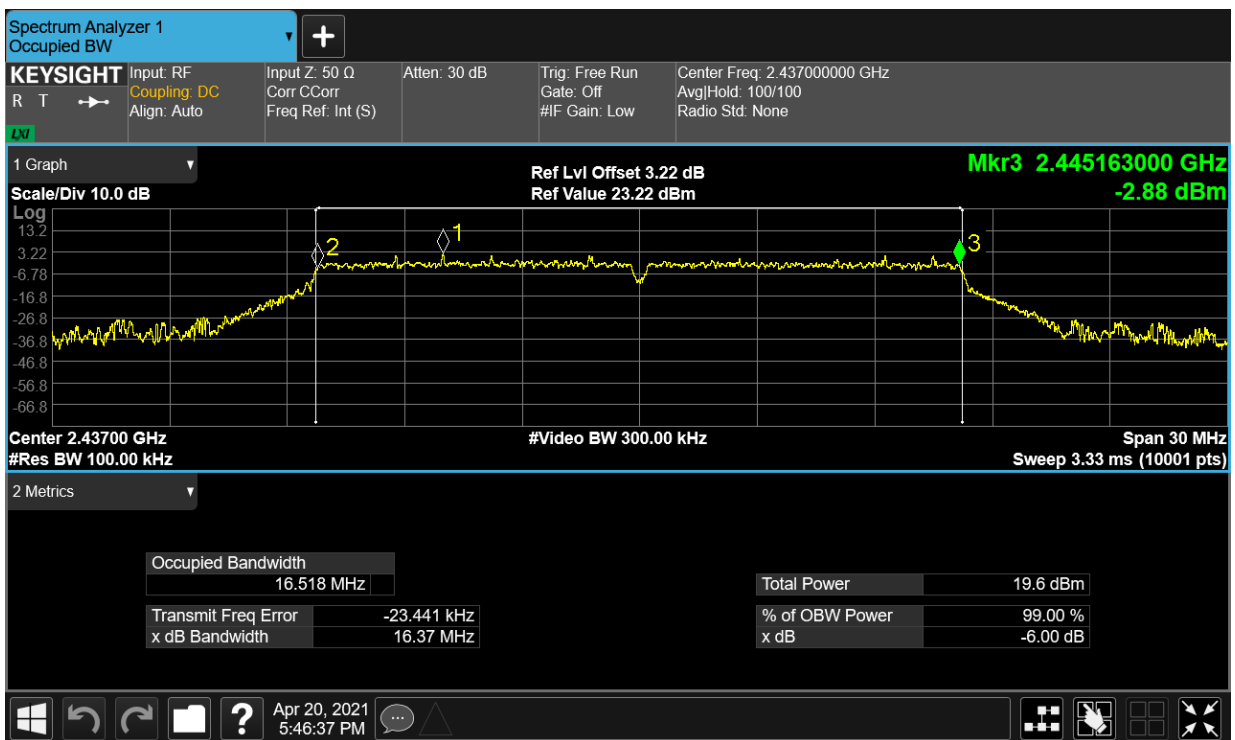 Spectrum Analyzer 1
Occupied BW
▼
+
KEYSIGHT
R T
LXI
Input: RF
Coupling: DC
Align: Auto
Input Z: 50 Ω
Corr CCorr
Freq Ref: Int (S)
Atten: 30 dB
Trig: Free Run
Gate: Off
#IF Gain: Low
Center Freq: 2.437000000 GHz
Avg|Hold: 100/100
Radio Std: None
1 Graph ▼
Scale/Div 10.0 dB
Ref Lvl Offset 3.22 dB
Ref Value 23.22 dBm
Mkr3 2.445163000 GHz
-2.88 dBm
Log
13.2
3.22
-6.78
-16.8
-26.8
-36.8
-46.8
-56.8
-66.8
2
1
3
Center 2.43700 GHz
#Res BW 100.00 kHz
#Video BW 300.00 kHz
Span 30 MHz
Sweep 3.33 ms (10001 pts)
2 Metrics ▼
Occupied Bandwidth
16.518 MHz
Transmit Freq Error -23.441 kHz
x dB Bandwidth 16.37 MHz
Total Power 19.6 dBm
% of OBW Power 99.00 %
x dB -6.00 dB
?
Apr 20, 2021
5:46:37 PM